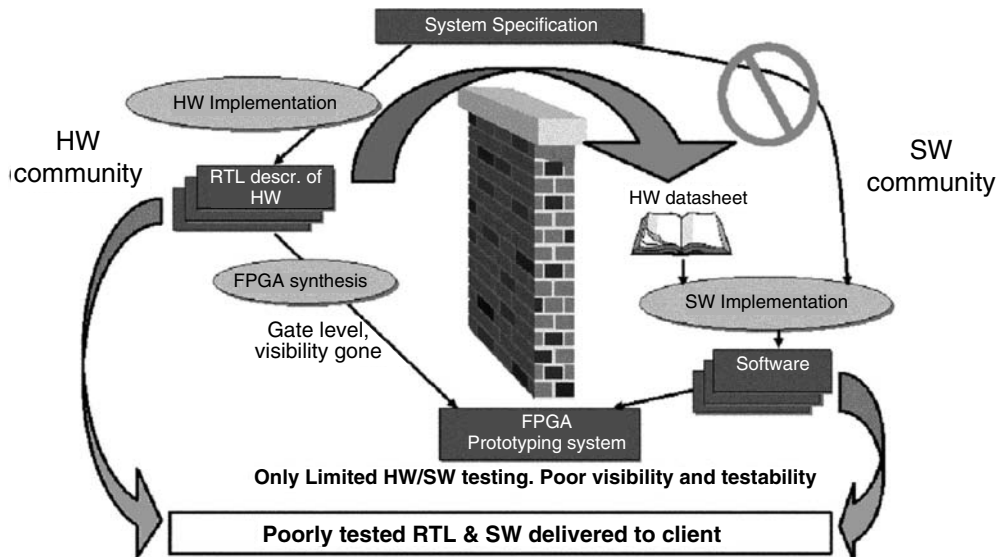 System Specification
HW Implementation
HW
community
SW
community
RTL descr. of
HW
HW datasheet
FPGA synthesis
SW Implementation
Gate level,
visibility gone
Software
FPGA
Prototyping system
Only Limited HW/SW testing. Poor visibility and testability
Poorly tested RTL & SW delivered to client